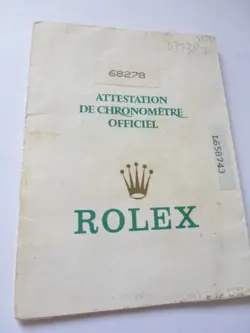 68278
ATTESTATION
DE CHRONOMÈTRE
OFFICIEL
L658743
ROLEX